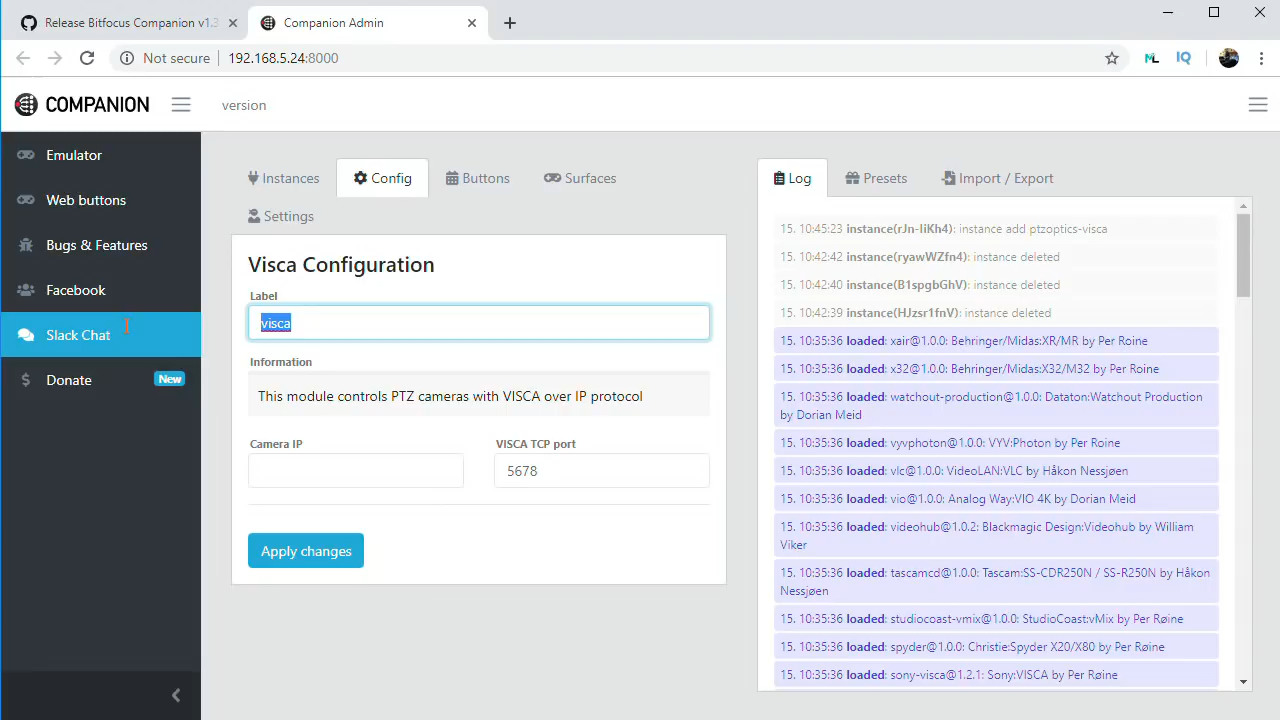 Release Bitfocus Companion v1.3
Companion Admin
Not secure
192.168.5.24:8000
COMPANION
version
Emulator
Web buttons
Bugs & Features
Facebook
Slack Chat
Donate
New
Instances
Config
Buttons
Surfaces
Settings
Visca Configuration
Label
visca
Information
This module controls PTZ cameras with VISCA over IP protocol
Camera IP
VISCA TCP port
5678
Apply changes
Log
Presets
Import / Export
15. 10:45:23 instance(rJn-IiKh4): instance add ptzoptics-visca
15. 10:42:42 instance(ryawWZfn4): instance deleted
15. 10:42:40 instance(B1spgbGhV): instance deleted
15. 10:42:39 instance(HJzsr1fnV): instance deleted
15. 10:35:36 loaded: xair@1.0.0: Behringer/Midas:XR/MR by Per Roine
15. 10:35:36 loaded: x32@1.0.0: Behringer/Midas:X32/M32 by Per Roine
15. 10:35:36 loaded: watchout-production@1.0.0: Dataton:Watchout Production
by Dorian Meid
15. 10:35:36 loaded: vyvphoton@1.0.0: VYV:Photon by Per Roine
15. 10:35:36 loaded: vlc@1.0.0: VideoLAN:VLC by Håkon Nessjøen
15. 10:35:36 loaded: vio@1.0.0: Analog Way:VIO 4K by Dorian Meid
15. 10:35:36 loaded: videohub@1.0.2: Blackmagic Design:Videohub by William
Viker
15. 10:35:36 loaded: tascamcd@1.0.0: Tascam:SS-CDR250N / SS-R250N by Håkon
Nessjøen
15. 10:35:36 loaded: studiocoast-vmix@1.0.0: StudioCoast:vMix by Per Røine
15. 10:35:36 loaded: spyder@1.0.0: Christie:Spyder X20/X80 by Per Røine
15. 10:35:36 loaded: sony-visca@1.2.1: Sony:VISCA by Per Røine